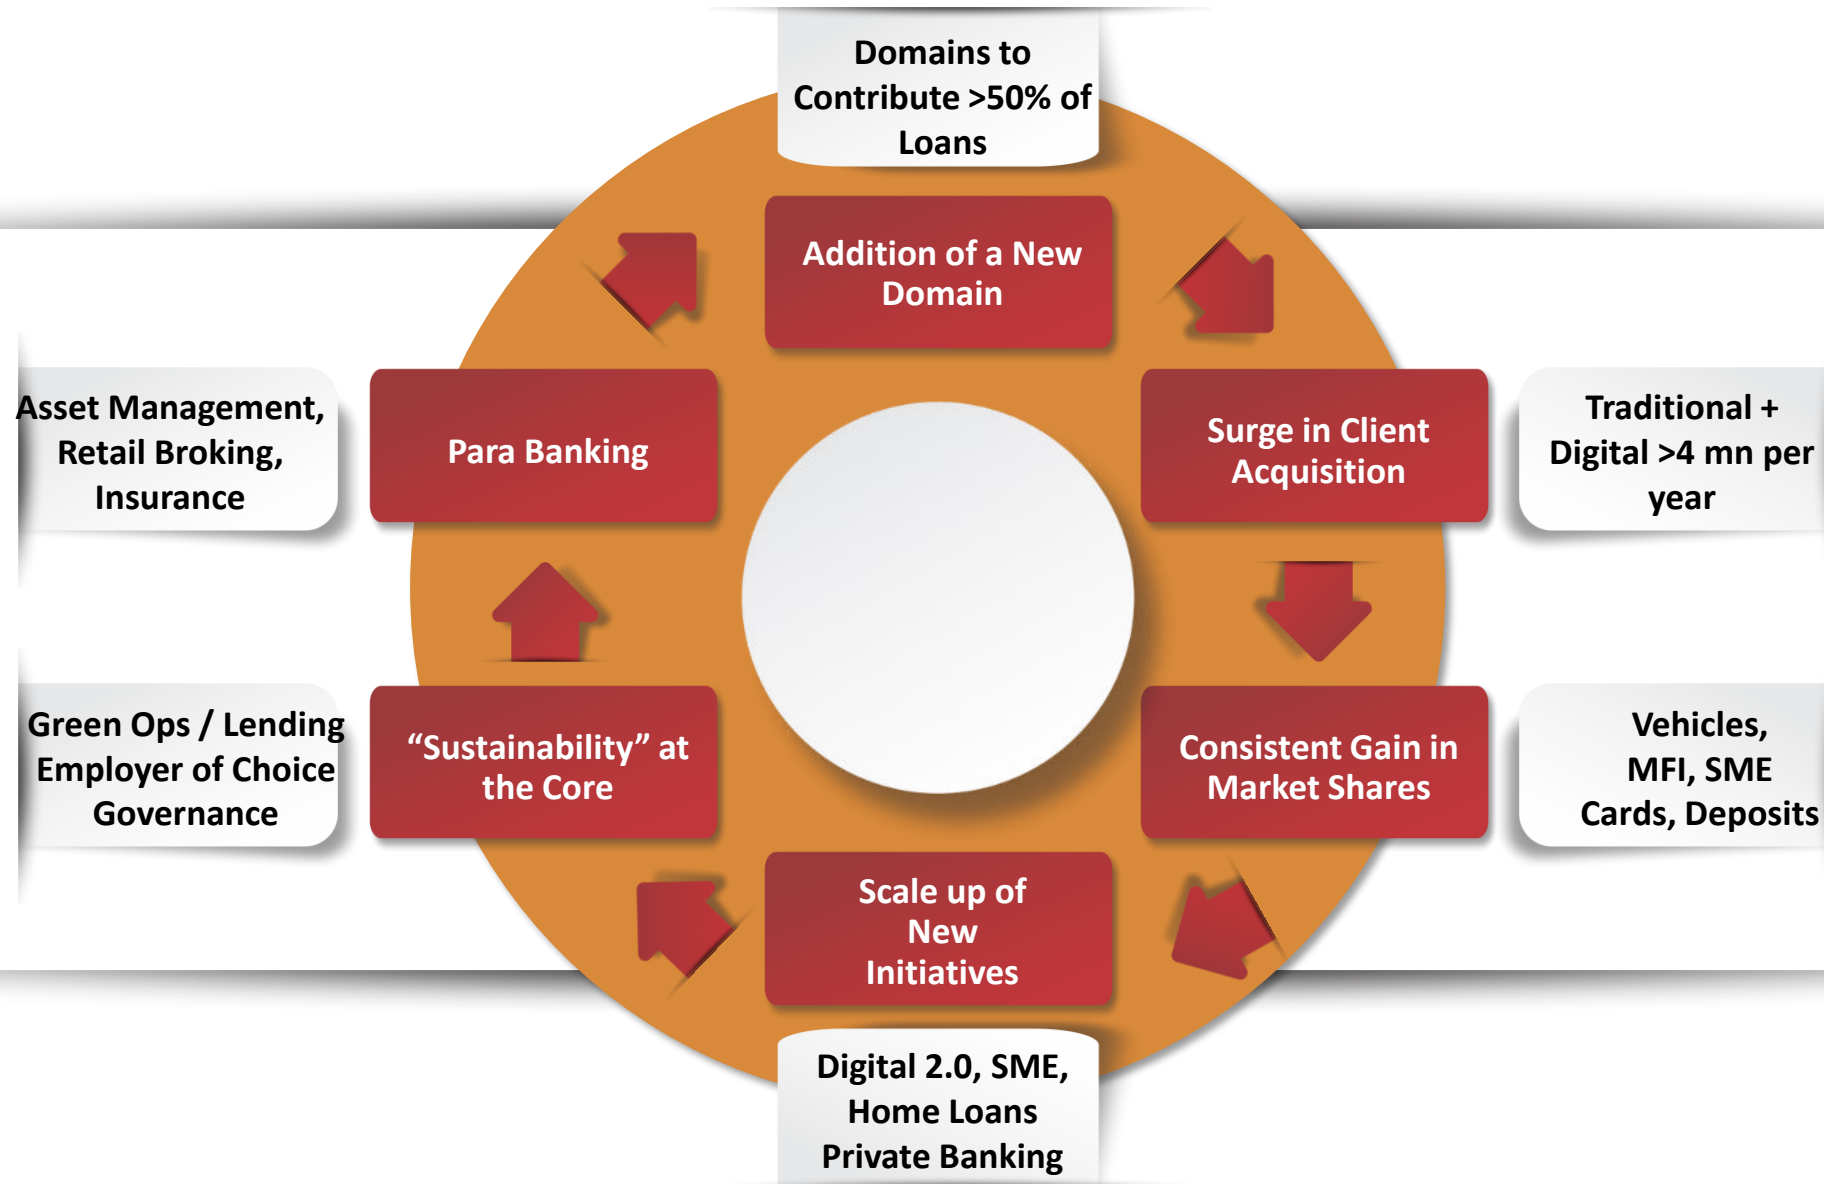 Domains to
Contribute >50% of
Loans
Addition of a New
Domain
Asset Management,
Retail Broking,
Insurance
Para Banking
Surge in Client
Acquisition
Traditional +
Digital >4 mn per
year
Green Ops / Lending
Employer of Choice
Governance
“Sustainability” at
the Core
Consistent Gain in
Market Shares
Vehicles,
MFI, SME
Cards, Deposits
Scale up of
New
Initiatives
Digital 2.0, SME,
Home Loans
Private Banking